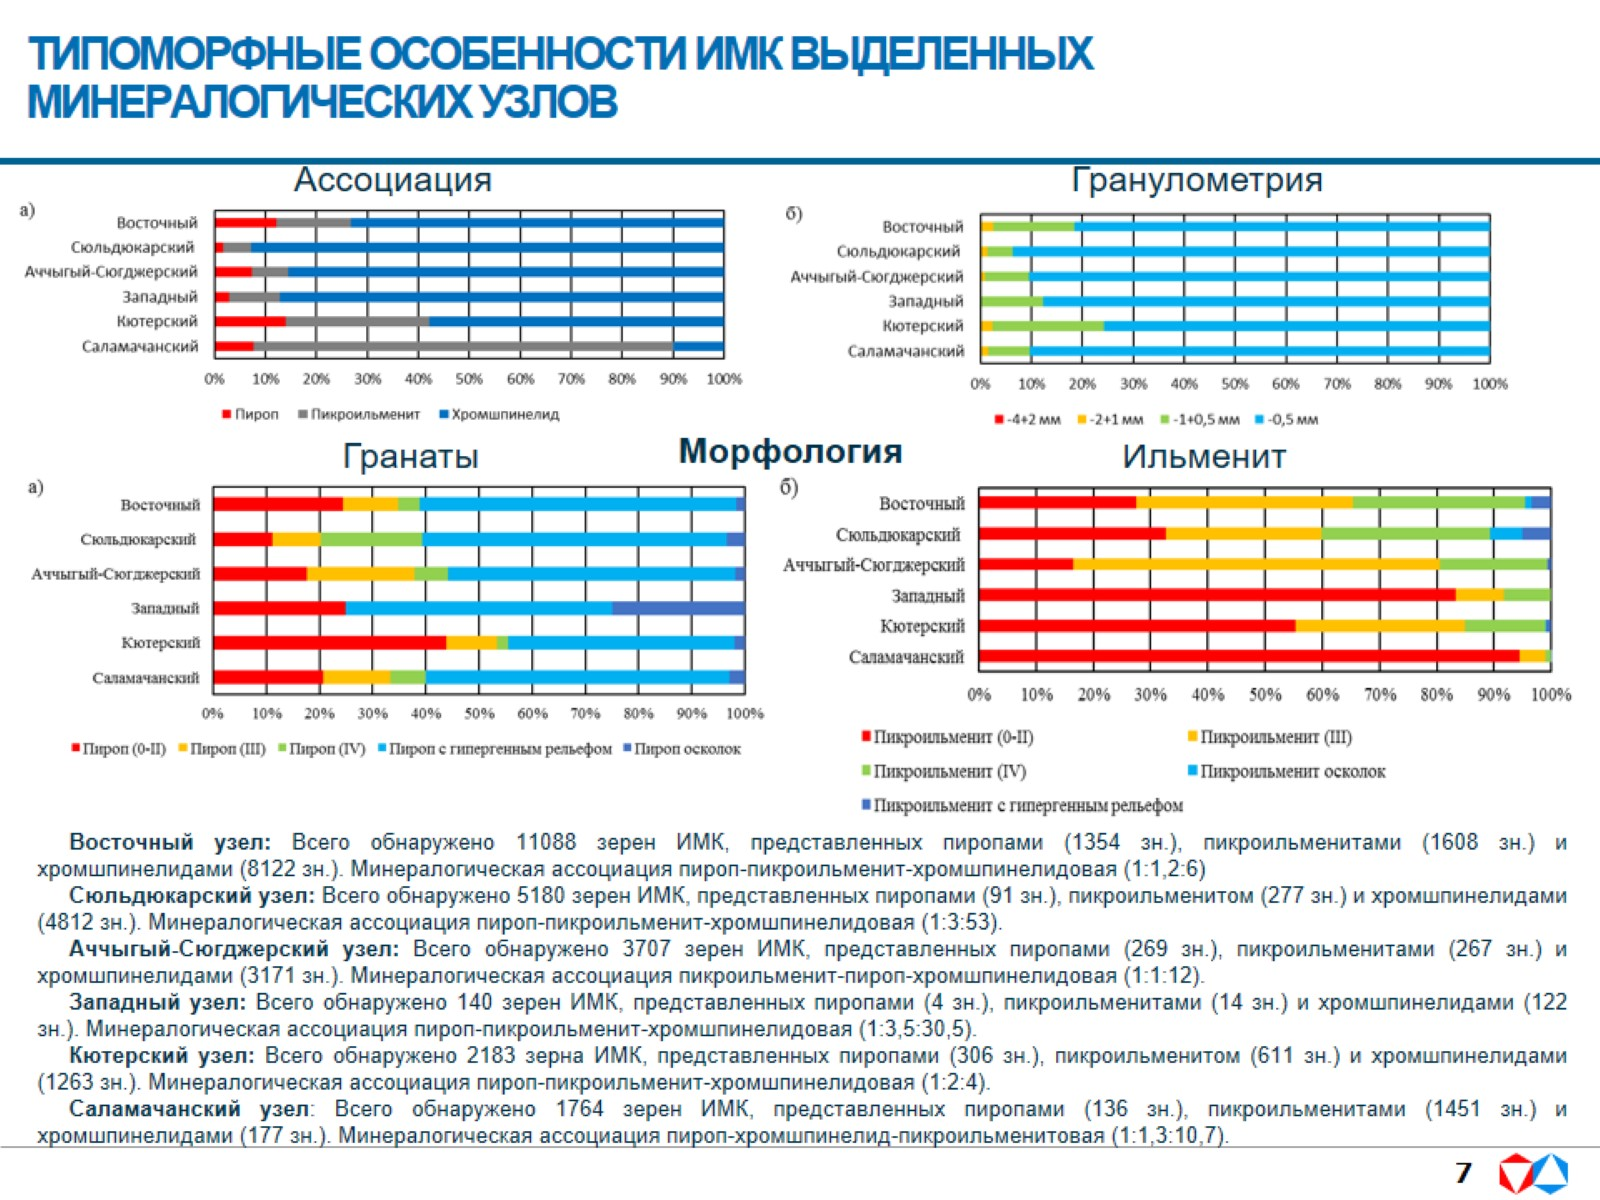 ТИПОМОРФНЫЕ ОСОБЕННОСТИ ИМК ВЫДЕЛЕННЫХ
МИНЕРАЛОГИЧЕСКИХ УЗЛОВ
Ассоциация
а)
Восточный
Сюльдюкарский
Аччыгый-Сюгджерский
Западный
Кютерский
Саламачанский
0% 10% 20% 30% 40% 50% 60% 70% 80% 90% 100%
Пироп Пикроильменит Хромшпинелид
Гранулометрия
б)
Восточный
Сюльдюкарский
Аччыгый-Сюгджерский
Западный
Кютерский
Саламачанский
0% 10% 20% 30% 40% 50% 60% 70% 80% 90% 100%
-4+2 мм -2+1 мм -1+0,5 мм -0,5 мм
Морфология
Гранаты
а)
Восточный
Сюльдюкарский
Аччыгый-Сюгджерский
Западный
Кютерский
Саламачанский
0% 10% 20% 30% 40% 50% 60% 70% 80% 90% 100%
Пироп (0-II) Пироп (III) Пироп (IV) Пироп с гипергенным рельефом Пироп осколок
Ильменит
б)
Восточный
Сюльдюкарский
Аччыгый-Сюгджерский
Западный
Кютерский
Саламачанский
0% 10% 20% 30% 40% 50% 60% 70% 80% 90% 100%
Пикроильменит (0-II) Пикроильменит (III)
Пикроильменит (IV) Пикроильменит осколок
Пикроильменит с гипергенным рельефом
Восточный узел: Всего обнаружено 11088 зерен ИМК, представленных пиропами (1354 зн.), пикроильменитами (1608 зн.) и
хромшпинелидами (8122 зн.). Минералогическая ассоциация пироп-пикроильменит-хромшпинелидовая (1:1,2:6)
Сюльдюкарский узел: Всего обнаружено 5180 зерен ИМК, представленных пиропами (91 зн.), пикроильменитом (277 зн.) и хромшпинелидами
(4812 зн.). Минералогическая ассоциация пироп-пикроильменит-хромшпинелидовая (1:3:53).
Аччыгый-Сюгджерский узел: Всего обнаружено 3707 зерен ИМК, представленных пиропами (269 зн.), пикроильменитами (267 зн.) и
хромшпинелидами (3171 зн.). Минералогическая ассоциация пикроильменит-пироп-хромшпинелидовая (1:1:12).
Западный узел: Всего обнаружено 140 зерен ИМК, представленных пиропами (4 зн.), пикроильменитами (14 зн.) и хромшпинелидами (122
зн.). Минералогическая ассоциация пироп-пикроильменит-хромшпинелидовая (1:3,5:30,5).
Кютерский узел: Всего обнаружено 2183 зерна ИМК, представленных пиропами (306 зн.), пикроильменитом (611 зн.) и хромшпинелидами
(1263 зн.). Минералогическая ассоциация пироп-пикроильменит-хромшпинелидовая (1:2:4).
Саламачанский узел: Всего обнаружено 1764 зерен ИМК, представленных пиропами (136 зн.), пикроильменитами (1451 зн.) и
хромшпинелидами (177 зн.). Минералогическая ассоциация пироп-хромшпинелид-пикроильменитовая (1:1,3:10,7).
7